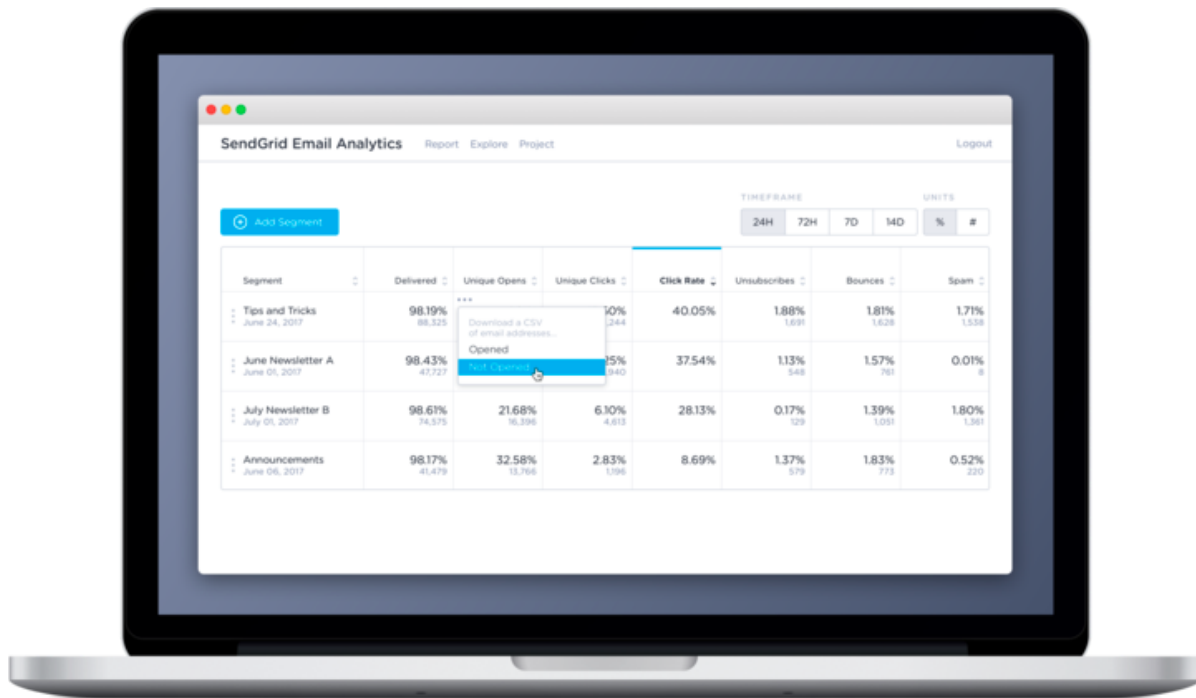 SendGrid Email Analytics Report Explore Project Logout
TIMEFRAME UNITS
Add Segment 24H 72H 7D 14D % #
Segment Delivered Unique Opens Unique Clicks Click Rate Unsubscribes Bounces Spam
Tips and Tricks 98.19% 40.05% 1.88% 1.81% 1.71%
June 24, 2017 88,325 1,691 1,628 1,538
Download a CSV
of email addresses...
Opened
Not Opened
June Newsletter A 98.43% 37.54% 1.13% 1.57% 0.01%
June 01, 2017 47,727 548 761 8
July Newsletter B 98.61% 21.68% 6.10% 28.13% 0.17% 1.39% 1.80%
July 01, 2017 74,575 16,396 4,613 129 1,051 1,361
Announcements 98.17% 32.58% 2.83% 8.69% 1.37% 1.83% 0.52%
June 06, 2017 41,479 13,766 1,196 579 773 220